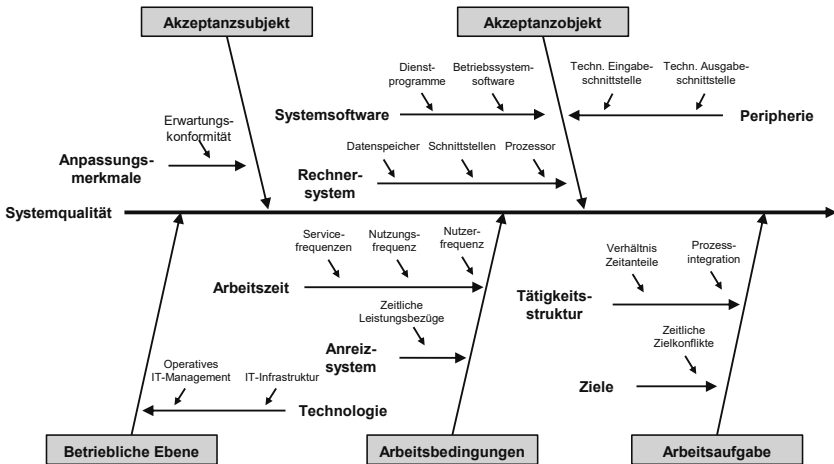 Akzeptanzsubjekt
Akzeptanzobjekt
Dienst-
programme
Betriebssystem-
software
Techn. Eingabe-
schnittstelle
Techn. Ausgabe-
schnittstelle
Systemsoftware
Peripherie
Erwartungs-
konformität
Anpassungs-
merkmale
Datenspeicher
Schnittstellen
Prozessor
Rechner-
system
Systemqualität
Service-
frequenzen
Nutzungs-
frequenz
Nutzer-
frequenz
Arbeitszeit
Verhältnis
Zeitanteile
Prozess-
integration
Tätigkeits-
struktur
Zeitliche
Leistungsbezüge
Anreiz-
system
Zeitliche
Zielkonflikte
Ziele
Operatives
IT-Management
IT-Infrastruktur
Technologie
Betriebliche Ebene
Arbeitsbedingungen
Arbeitsaufgabe